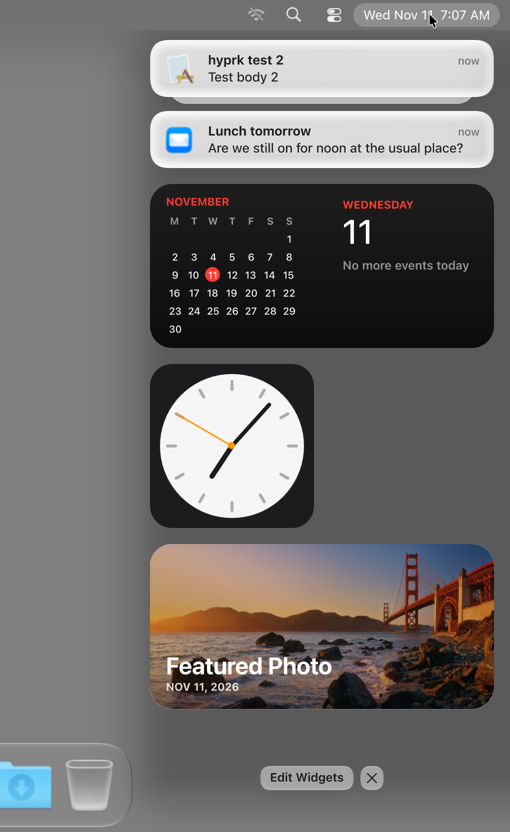 Wed Nov 11, 7:07 AM
hyprk test 2
now
Test body 2
Lunch tomorrow
now
Are we still on for noon at the usual place?
NOVEMBER
M T W T F S S
1
2 3 4 5 6 7 8
9 10 11 12 13 14 15
16 17 18 19 20 21 22
23 24 25 26 27 28 29
30
WEDNESDAY
11
No more events today
Featured Photo
NOV 11, 2026
Edit Widgets